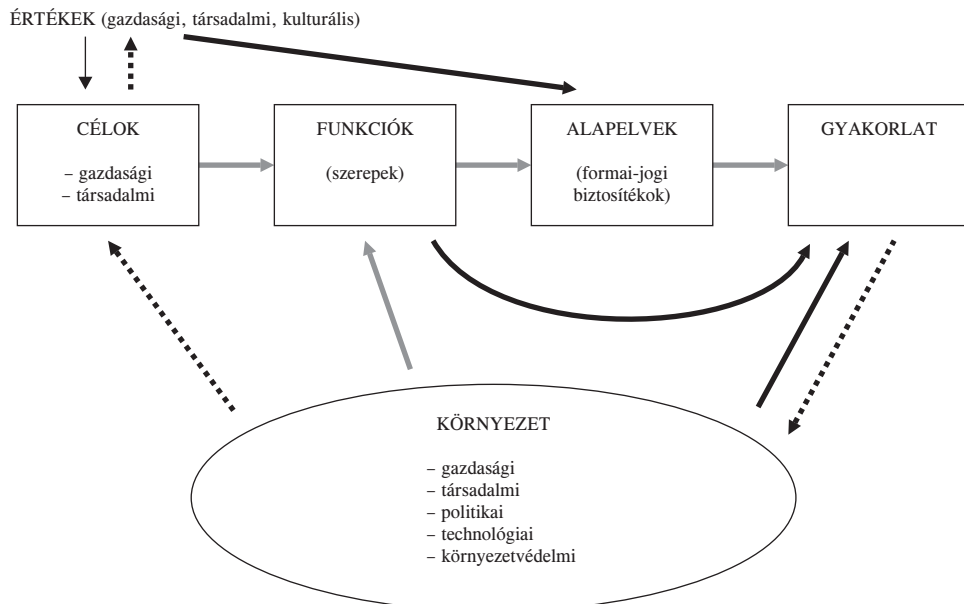 ÉRTÉKEK (gazdasági, társadalmi, kulturális)
CÉLOK
– gazdasági
– társadalmi
FUNKCIÓK
(szerepek)
ALAPELVEK
(formai-jogi
biztosítékok)
GYAKORLAT
KÖRNYEZET
– gazdasági
– társadalmi
– politikai
– technológiai
– környezetvédelmi